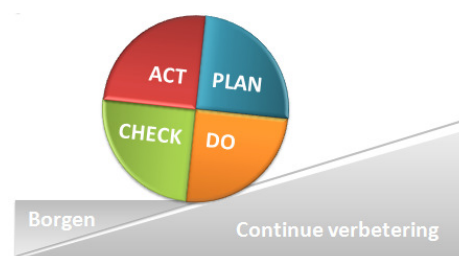 ACT
PLAN
CHECK
DO
Borgen
Continue verbetering